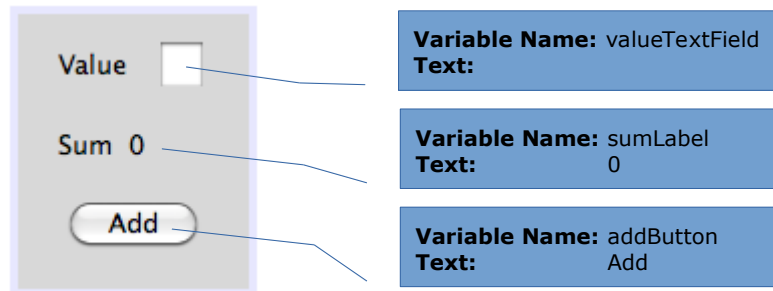 Value
Sum 0
Add
Variable Name: valueTextField
Text:
Variable Name: sumLabel
Text: 0
Variable Name: addButton
Text: Add